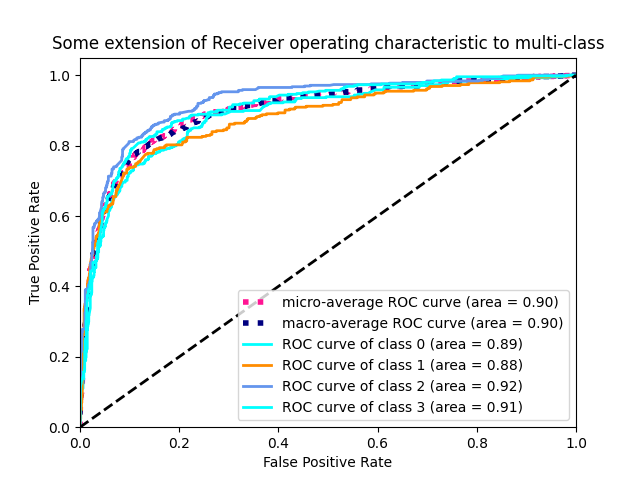 Some extension of Receiver operating characteristic to multi-class
True Positive Rate
1.0
0.8
0.6
0.4
0.2
0.0
micro-average ROC curve (area = 0.90)
macro-average ROC curve (area = 0.90)
ROC curve of class 0 (area = 0.89)
ROC curve of class 1 (area = 0.88)
ROC curve of class 2 (area = 0.92)
ROC curve of class 3 (area = 0.91)
0.0 0.2 0.4 0.6 0.8 1.0
False Positive Rate